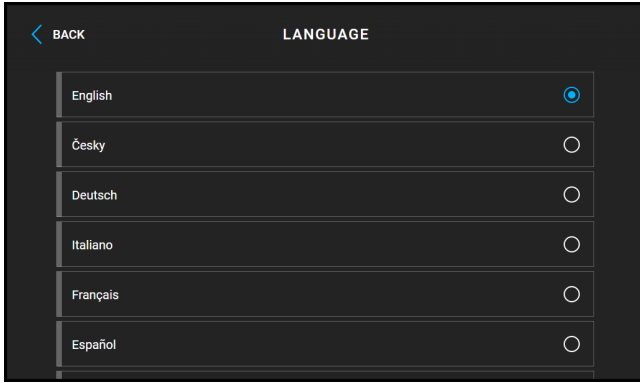 BACK
LANGUAGE
English
Česky
Deutsch
Italiano
Français
Español